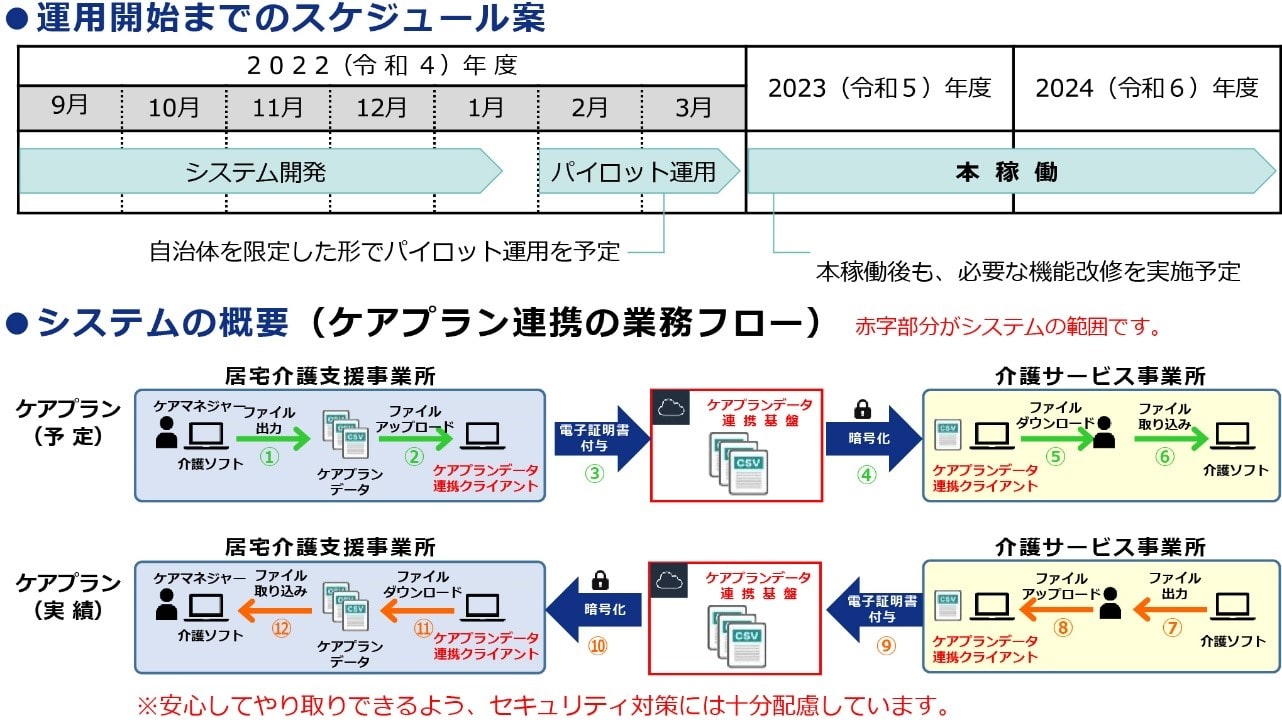 ●運用開始までのスケジュール案
２０２２（令 和 ４）年 度
2023（令和５）年度
2024（令和６）年度
9月
10月
11月
12月
1月
2月
3月
システム開発
パイロット運用
本 稼 働
自治体を限定した形でパイロット運用を予定
本稼働後も、必要な機能改修を実施予定
●システムの概要（ケアプラン連携の業務フロー）
赤字部分がシステムの範囲です。
ケアプラン
（予 定）
居宅介護支援事業所
ケアマネジャー
介護ソフト
ファイル
出力
①
CSV
CSV
CSV
ケアプラン
データ
ファイル
アップロード
②
ケアプランデータ
連携クライアント
電子証明書
付与
③
ケアプランデータ
連 携 基 盤
CSV
暗号化
④
介護サービス事業所
CSV
ケアプランデータ
連携クライアント
ファイル
ダウンロード
⑤
ファイル
取り込み
⑥
介護ソフト
ケアプラン
（実 績）
居宅介護支援事業所
ケアマネジャー
介護ソフト
ファイル
取り込み
⑫
CSV
CSV
CSV
ケアプラン
データ
ファイル
ダウンロード
⑪
ケアプランデータ
連携クライアント
暗号化
⑩
ケアプランデータ
連 携 基 盤
CSV
電子証明書
付与
⑨
介護サービス事業所
CSV
ケアプランデータ
連携クライアント
ファイル
アップロード
⑧
ファイル
出力
⑦
介護ソフト
※安心してやり取りできるよう、セキュリティ対策には十分配慮しています。